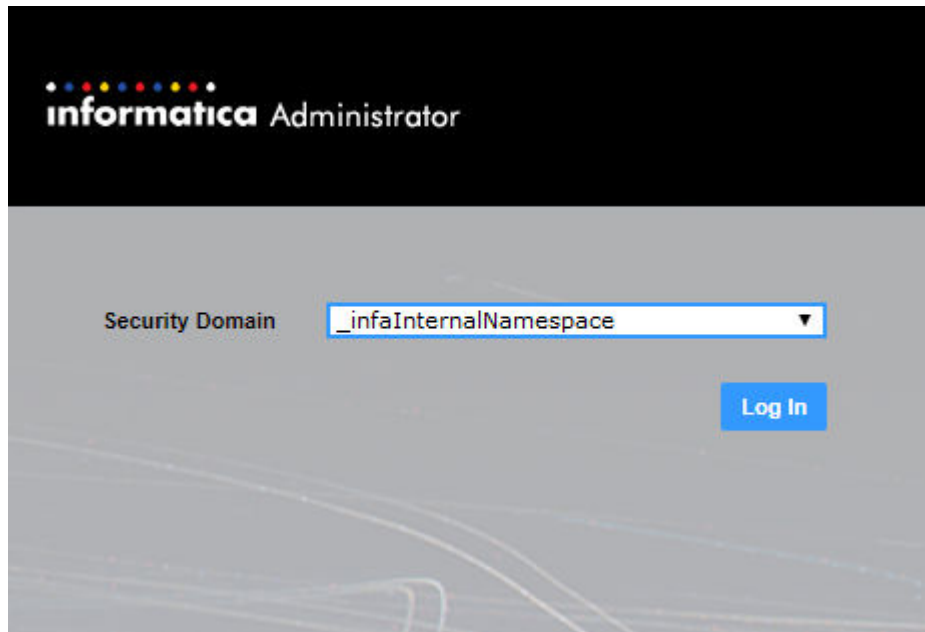 informatica Administrator
Security Domain
_infaInternalNamespace
Log In